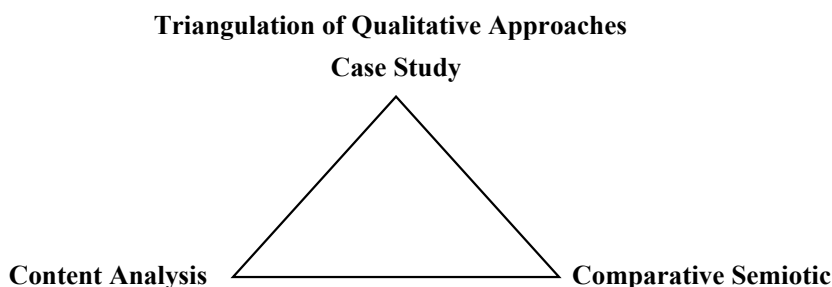 Triangulation of Qualitative Approaches
Case Study
Content Analysis
Comparative Semiotic